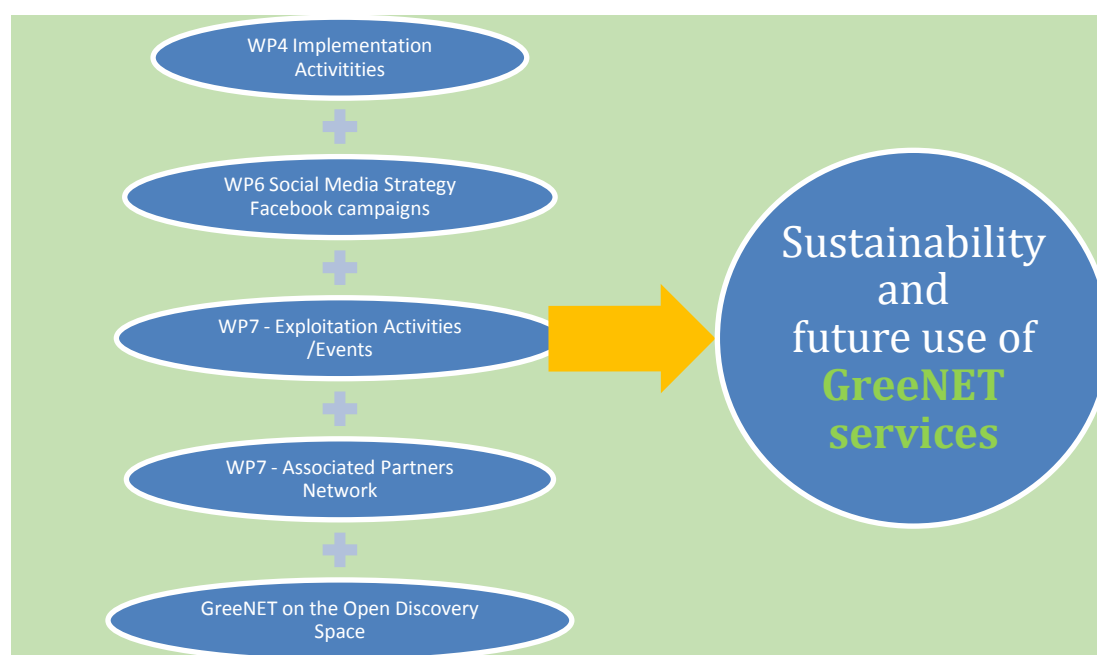 WP4 Implementation
Activitities
WP6 Social Media Strategy
Facebook campaigns
WP7 - Exploitation Activities
/Events
WP7 - Associated Partners
Network
GreeNET on the Open Discovery
Space
Sustainability
and
future use of
GreeNET
services